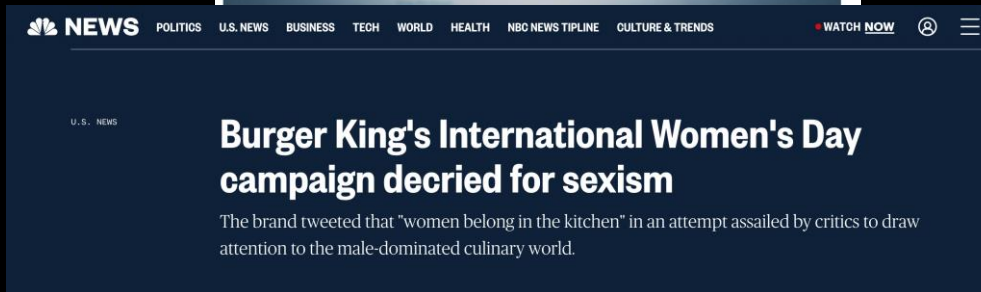 NEWS POLITICS U.S. NEWS BUSINESS TECH WORLD HEALTH NBC NEWS TIPLINE CULTURE & TRENDS WATCH NOW
U.S. NEWS
Burger King's International Women's Day
campaign decried for sexism
The brand tweeted that "women belong in the kitchen" in an attempt assailed by critics to draw
attention to the male-dominated culinary world.